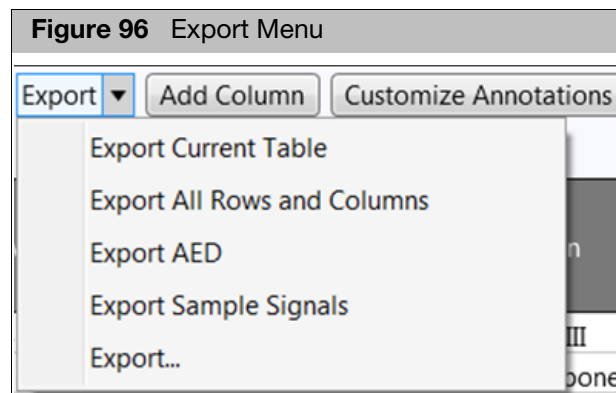 Figure 96 Export Menu
Export Add Column Customize Annotations
Export Current Table
Export All Rows and Columns
Export AED
Export Sample Signals
Export...
III